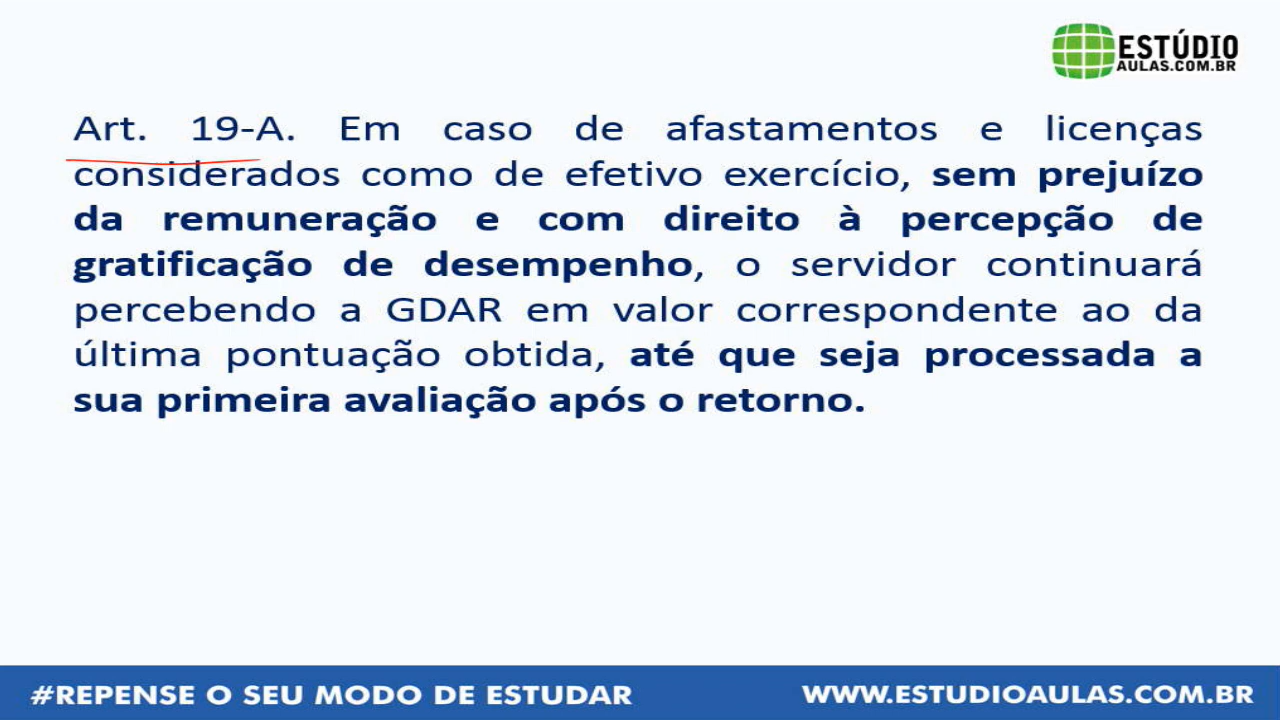 ESTÚDIO
AULAS.COM.BR
Art. 19-A. Em caso de afastamentos e licenças
considerados como de efetivo exercício, sem prejuízo
da remuneração e com direito à percepção de
gratificação de desempenho, o servidor continuará
percebendo a GDAR em valor correspondente ao da
última pontuação obtida, até que seja processada a
sua primeira avaliação após o retorno.
#REPENSE O SEU MODO DE ESTUDAR
WWW.ESTUDIOAULAS.COM.BR